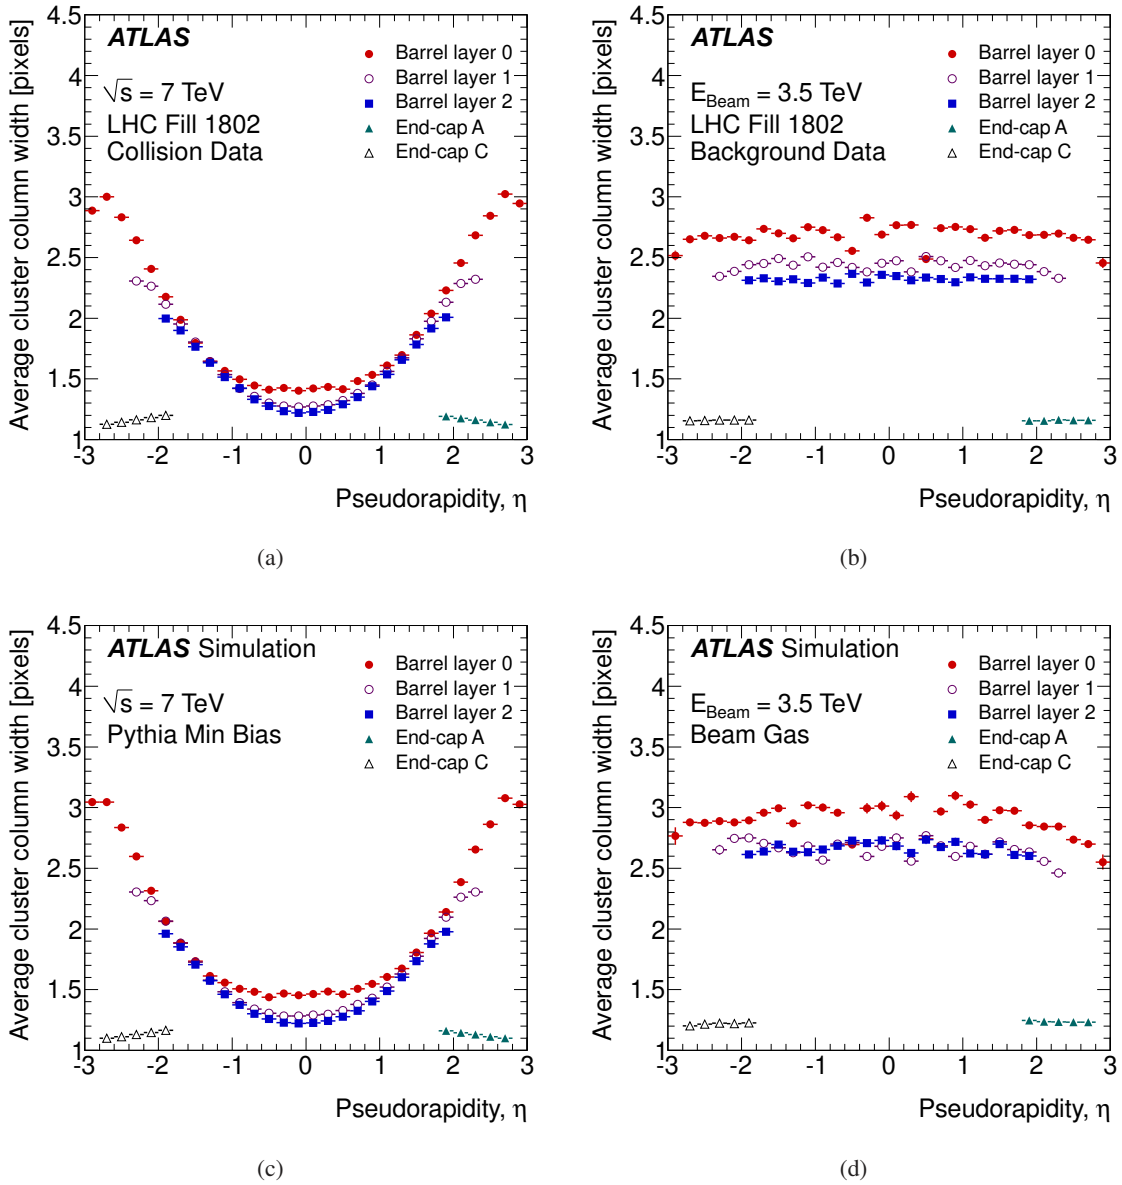 Average cluster column width [pixels]
4.5
4
3.5
3
2.5
2
1.5
1
ATLAS
√s = 7 TeV
LHC Fill 1802
Collision Data
Barrel layer 0
Barrel layer 1
Barrel layer 2
End-cap A
End-cap C
-3 -2 -1 0 1 2 3
Pseudorapidity, η
(a)
Average cluster column width [pixels]
4.5
4
3.5
3
2.5
2
1.5
1
ATLAS
E_Beam = 3.5 TeV
LHC Fill 1802
Background Data
Barrel layer 0
Barrel layer 1
Barrel layer 2
End-cap A
End-cap C
-3 -2 -1 0 1 2 3
Pseudorapidity, η
(b)
Average cluster column width [pixels]
4.5
4
3.5
3
2.5
2
1.5
1
ATLAS Simulation
√s = 7 TeV
Pythia Min Bias
Barrel layer 0
Barrel layer 1
Barrel layer 2
End-cap A
End-cap C
-3 -2 -1 0 1 2 3
Pseudorapidity, η
(c)
Average cluster column width [pixels]
4.5
4
3.5
3
2.5
2
1.5
1
ATLAS Simulation
E_Beam = 3.5 TeV
Beam Gas
Barrel layer 0
Barrel layer 1
Barrel layer 2
End-cap A
End-cap C
-3 -2 -1 0 1 2 3
Pseudorapidity, η
(d)